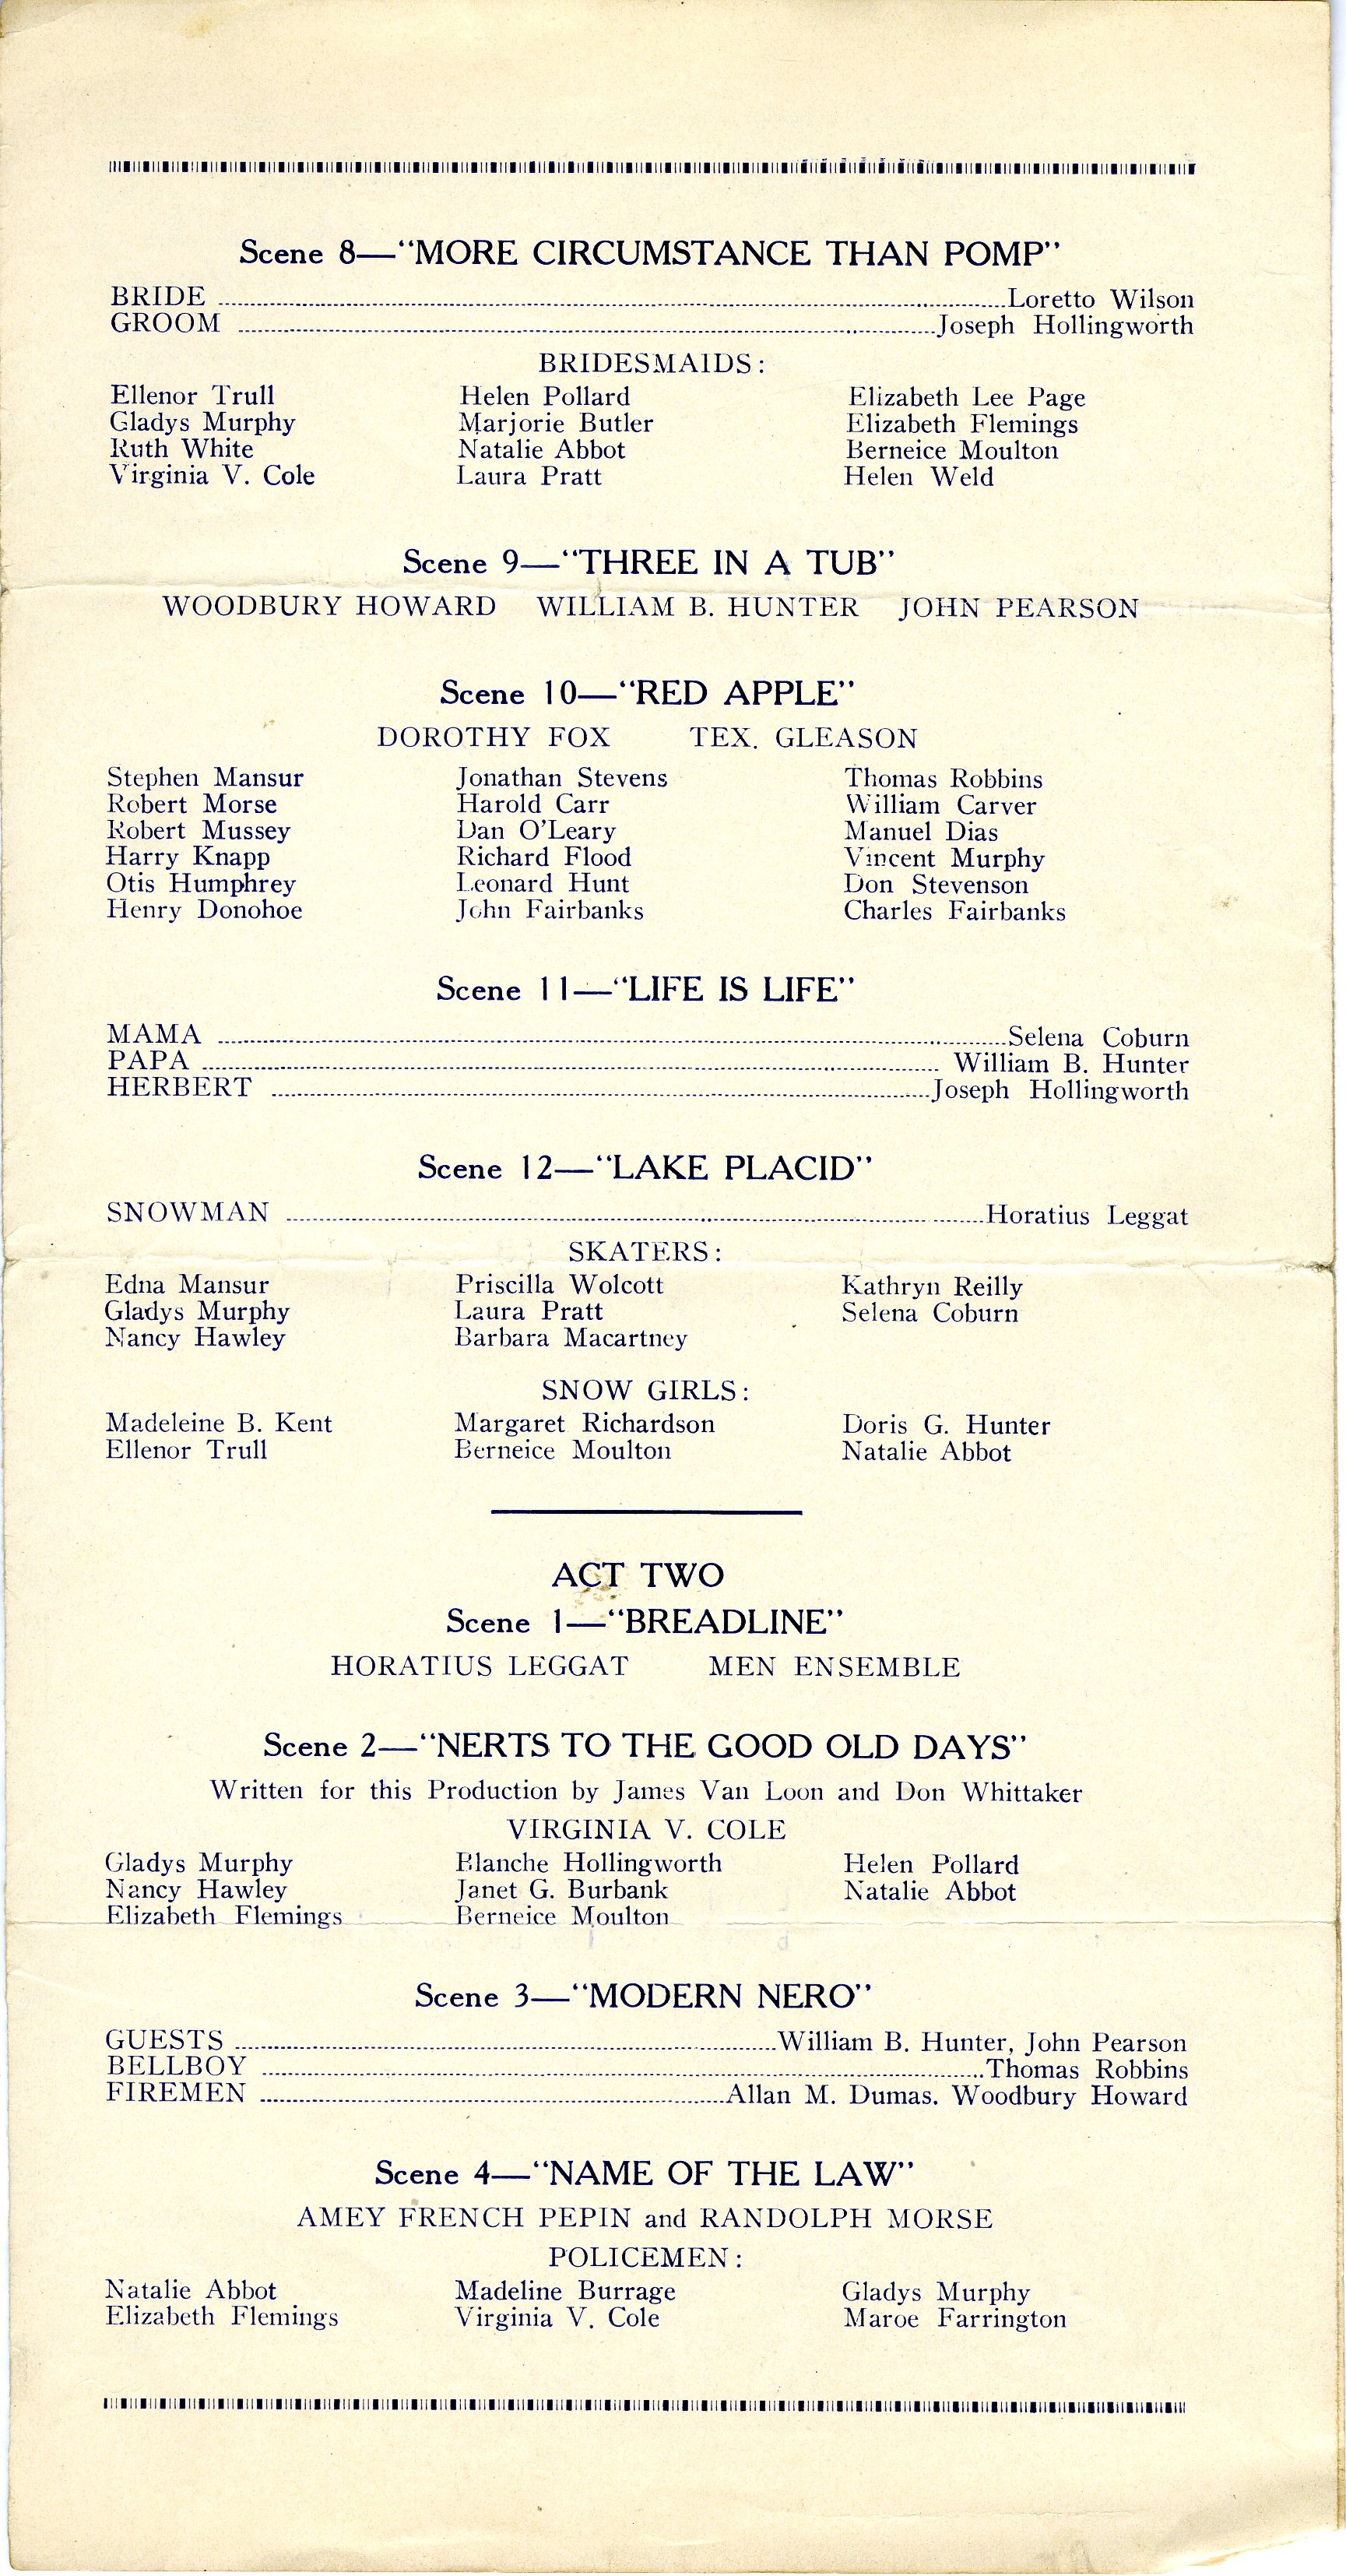 Scene 8—“MORE CIRCUMSTANCE THAN POMP”
BRIDE ........ Loretto Wilson
GROOM ........ Joseph Hollingworth
BRIDESMAIDS:
Ellenor Trull Helen Pollard Elizabeth Lee Page
Gladys Murphy Marjorie Butler Elizabeth Flemings
Ruth White Natalie Abbot Berneice Moulton
Virginia V. Cole Laura Pratt Helen Weld
Scene 9—“THREE IN A TUB”
WOODBURY HOWARD WILLIAM B. HUNTER JOHN PEARSON
Scene 10—“RED APPLE”
DOROTHY FOX TEX. GLEASON
Stephen Mansur Jonathan Stevens Thomas Robbins
Robert Morse Harold Carr William Carver
Robert Mussey Dan O’Leary Manuel Dias
Harry Knapp Richard Flood Vincent Murphy
Otis Humphrey Leonard Hunt Don Stevenson
Henry Donohoe John Fairbanks Charles Fairbanks
Scene 11—“LIFE IS LIFE”
MAMA ........ Selena Coburn
PAPA ........ William B. Hunter
HERBERT ........ Joseph Hollingworth
Scene 12—“LAKE PLACID”
SNOWMAN ........ Horatius Leggat
SKATERS:
Edna Mansur Priscilla Wolcott Kathryn Reilly
Gladys Murphy Laura Pratt Selena Coburn
Nancy Hawley Barbara Macartney
SNOW GIRLS:
Madeleine B. Kent Margaret Richardson Doris G. Hunter
Ellenor Trull Berneice Moulton Natalie Abbot
ACT TWO
Scene 1—“BREADLINE”
HORATIUS LEGGAT MEN ENSEMBLE
Scene 2—“NERTS TO THE GOOD OLD DAYS”
Written for this Production by James Van Loon and Don Whittaker
VIRGINIA V. COLE
Gladys Murphy Blanche Hollingworth Helen Pollard
Nancy Hawley Janet G. Burbank Natalie Abbot
Elizabeth Flemings Berneice Moulton
Scene 3—“MODERN NERO”
GUESTS ........ William B. Hunter, John Pearson
BELLBOY ........ Thomas Robbins
FIREMEN ........ Allan M. Dumas. Woodbury Howard
Scene 4—“NAME OF THE LAW”
AMEY FRENCH PEPIN and RANDOLPH MORSE
POLICEMEN:
Natalie Abbot Madeline Burrage Gladys Murphy
Elizabeth Flemings Virginia V. Cole Maroe Farrington